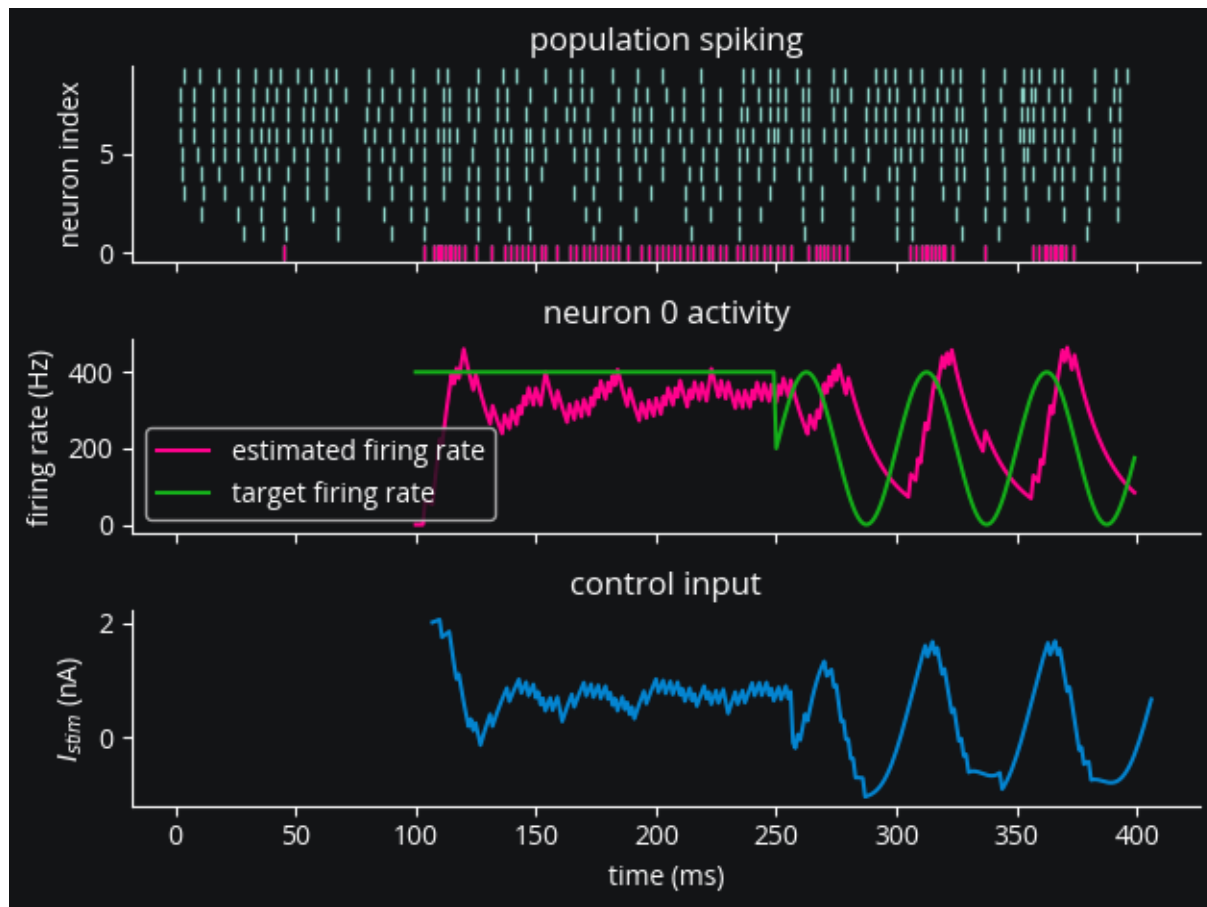 population spiking
neuron index
5
0
neuron 0 activity
firing rate (Hz)
400
200
0
estimated firing rate
target firing rate
control input
I_stim (nA)
2
0
0 50 100 150 200 250 300 350 400
time (ms)